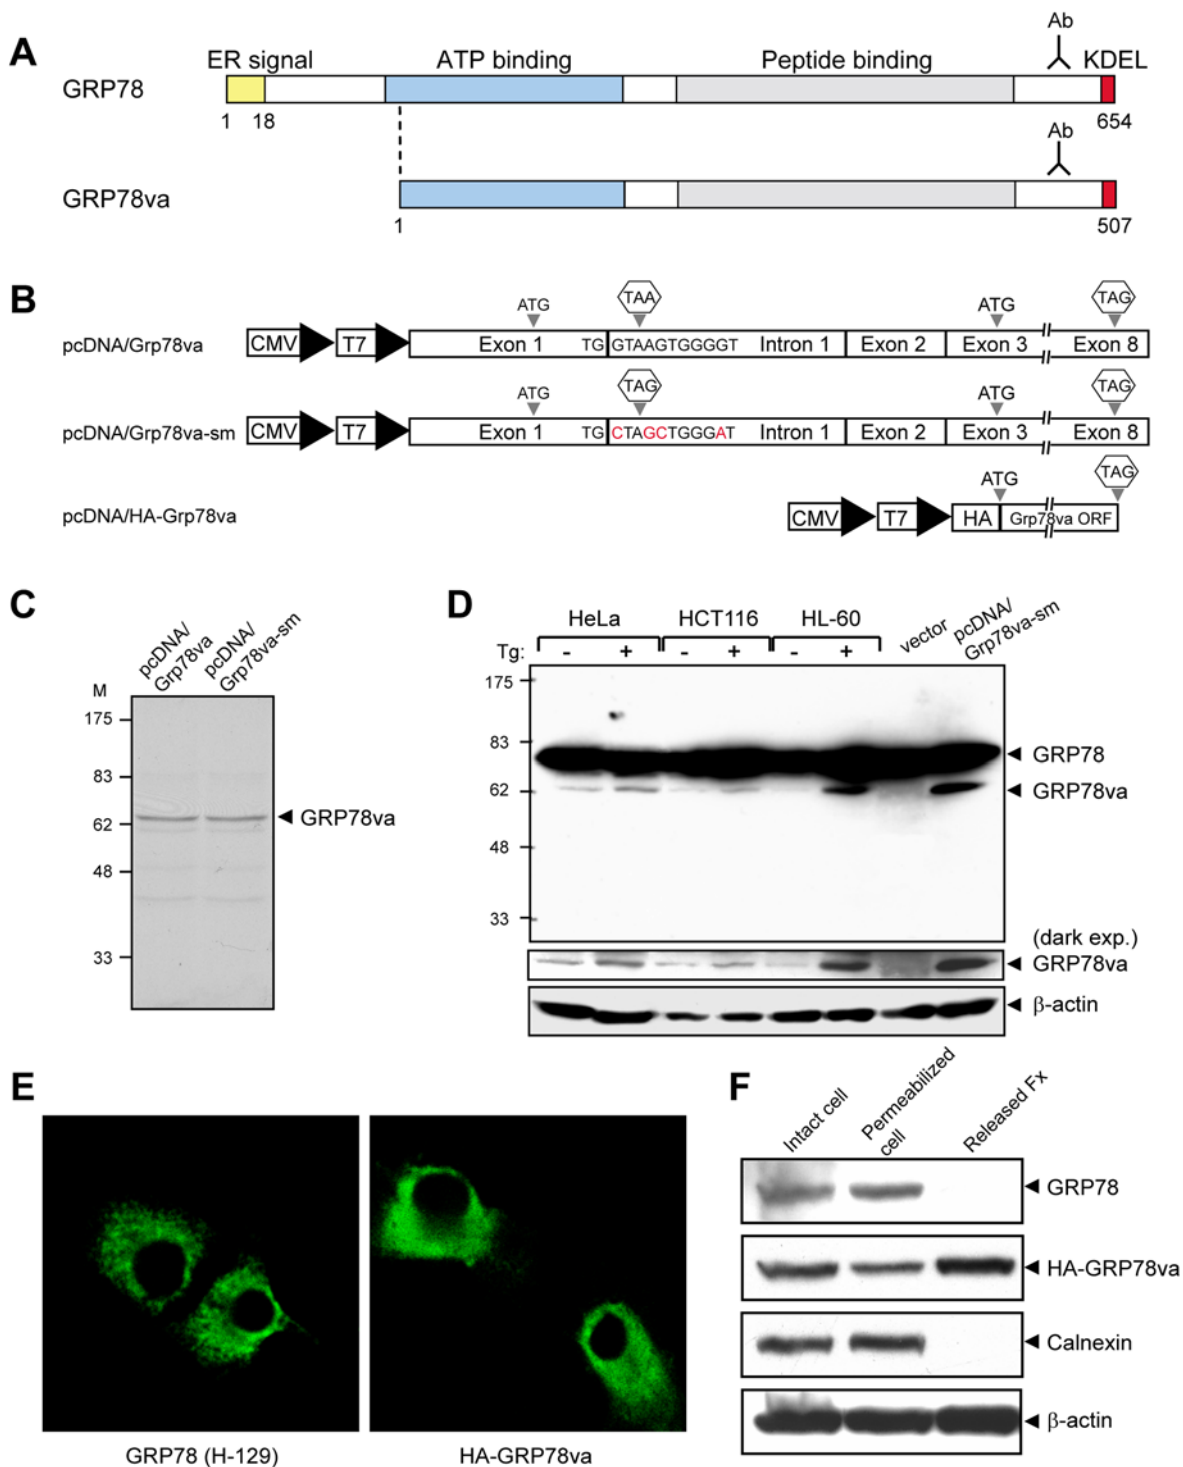 A
Ab
ER signal ATP binding Peptide binding KDEL
GRP78
1 18 654
Ab
GRP78va
1 507
B
ATG TAA ATG TAG
pcDNA/Grp78va CMV T7 Exon 1 TG GTAAGTGGGGT Intron 1 Exon 2 Exon 3 Exon 8
ATG TAG ATG TAG
pcDNA/Grp78va-sm CMV T7 Exon 1 TG CTAGCTGGGAT Intron 1 Exon 2 Exon 3 Exon 8
ATG TAG
pcDNA/HA-Grp78va CMV T7 HA Grp78va ORF
C
pcDNA/
Grp78va
pcDNA/
Grp78va-sm
M
175
83
62
48
33
GRP78va
D
HeLa HCT116 HL-60 vector pcDNA/
Grp78va-sm
Tg: - + - + - +
175
83
62
48
33
GRP78
GRP78va
(dark exp.)
GRP78va
β-actin
E
GRP78 (H-129) HA-GRP78va
F
Intact cell
Permeabilized
cell
Released Fx
GRP78
HA-GRP78va
Calnexin
β-actin